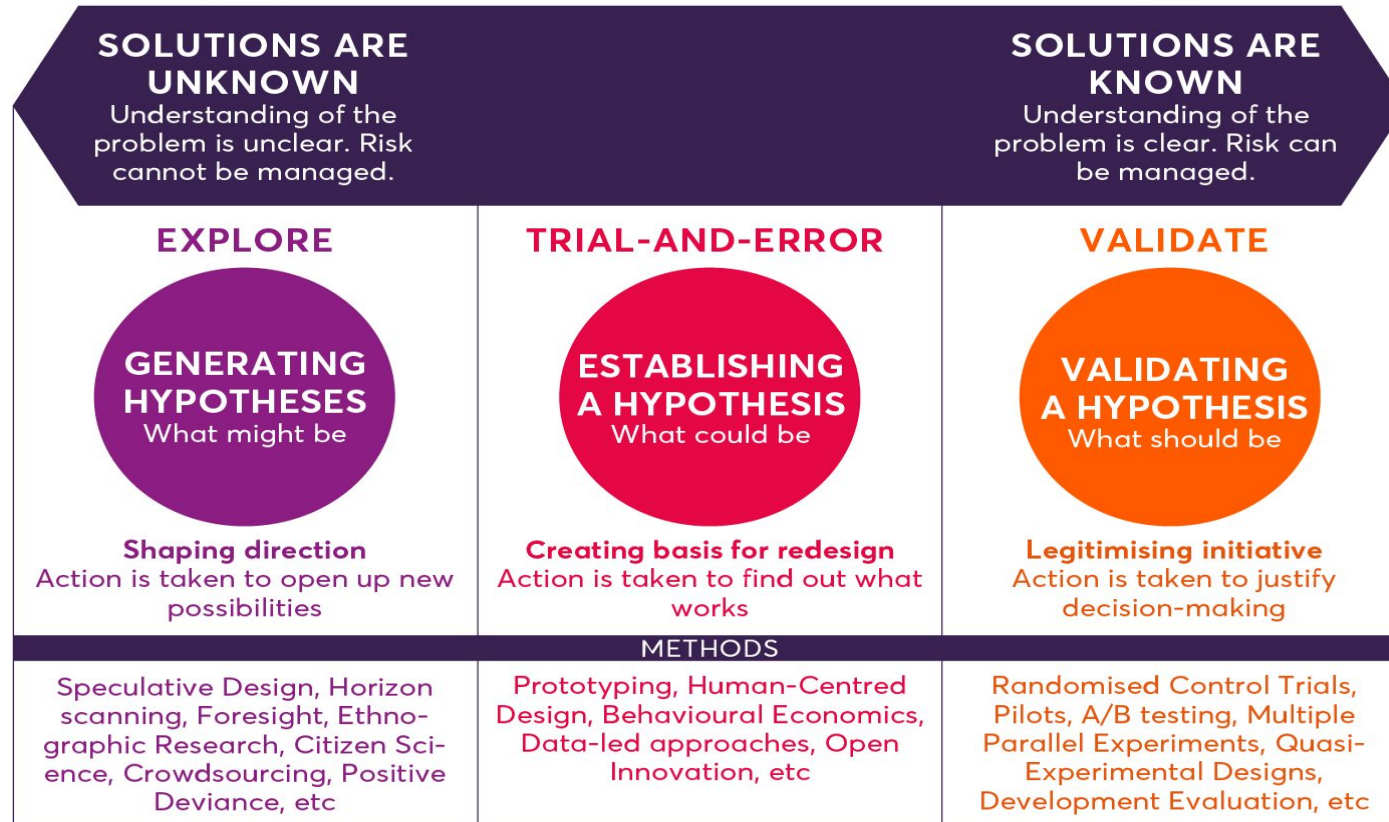 SOLUTIONS ARE
UNKNOWN
Understanding of the
problem is unclear. Risk
cannot be managed.
SOLUTIONS ARE
KNOWN
Understanding of the
problem is clear. Risk can
be managed.
EXPLORE
GENERATING
HYPOTHESES
What might be
Shaping direction
Action is taken to open up new
possibilities
TRIAL-AND-ERROR
ESTABLISHING
A HYPOTHESIS
What could be
Creating basis for redesign
Action is taken to find out what
works
VALIDATE
VALIDATING
A HYPOTHESIS
What should be
Legitimising initiative
Action is taken to justify
decision-making
METHODS
Speculative Design, Horizon
scanning, Foresight, Ethno-
graphic Research, Citizen Sci-
ence, Crowdsourcing, Positive
Deviance, etc
Prototyping, Human-Centred
Design, Behavioural Economics,
Data-led approaches, Open
Innovation, etc
Randomised Control Trials,
Pilots, A/B testing, Multiple
Parallel Experiments, Quasi-
Experimental Designs,
Development Evaluation, etc